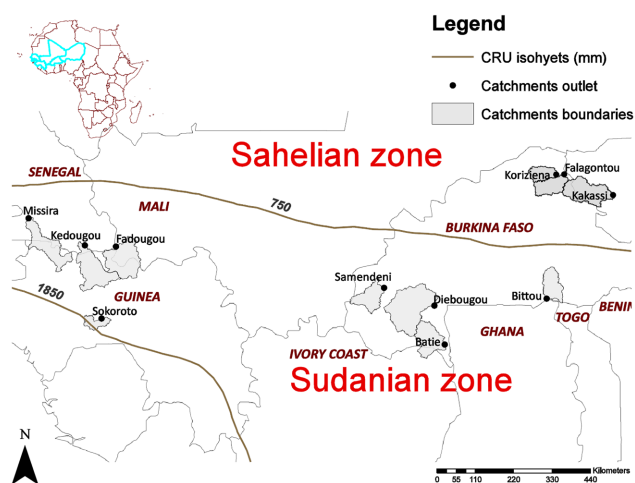 Legend
CRU isohyets (mm)
Catchments outlet
Catchments boundaries
Sahelian zone
SENEGAL
Koriziena
Falagontou
Kakassi
MALI
750
Missira
BURKINA FASO
Kedougou
Fadougou
Samendeni
1850
GUINEA
Diebougou
Bittou
BENIN
Sokoroto
GHANA
TOGO
Batie
IVORY COAST
Sudanian zone
N
Kilometers
0 55 110 220 330 440